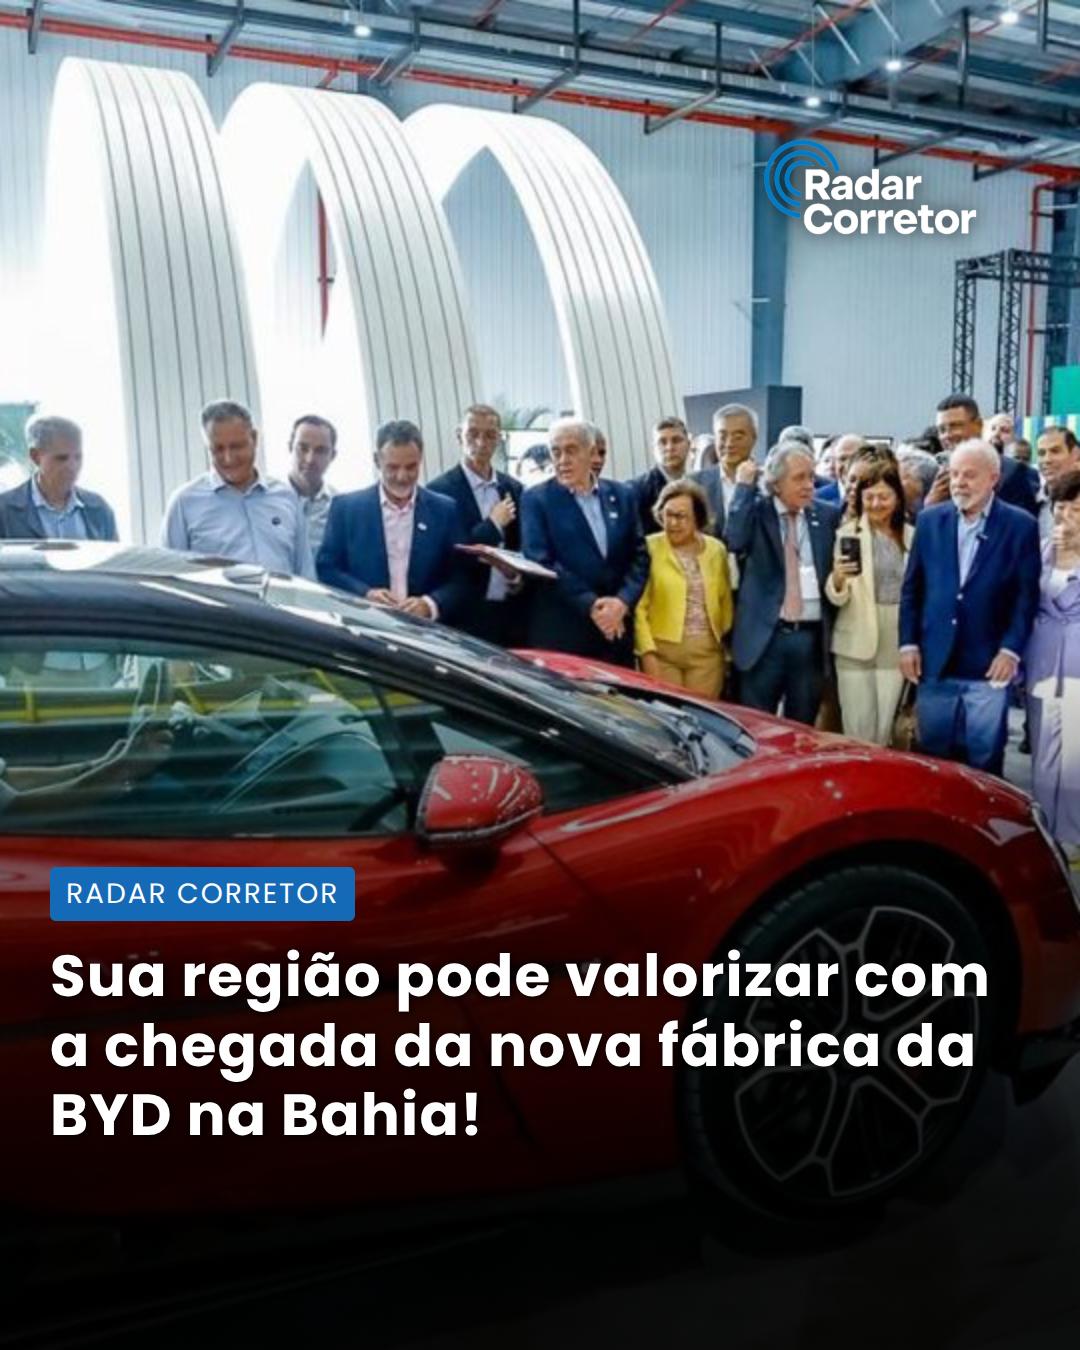 Radar
Corretor
RADAR CORRETOR
Sua região pode valorizar com
a chegada da nova fábrica da
BYD na Bahia!